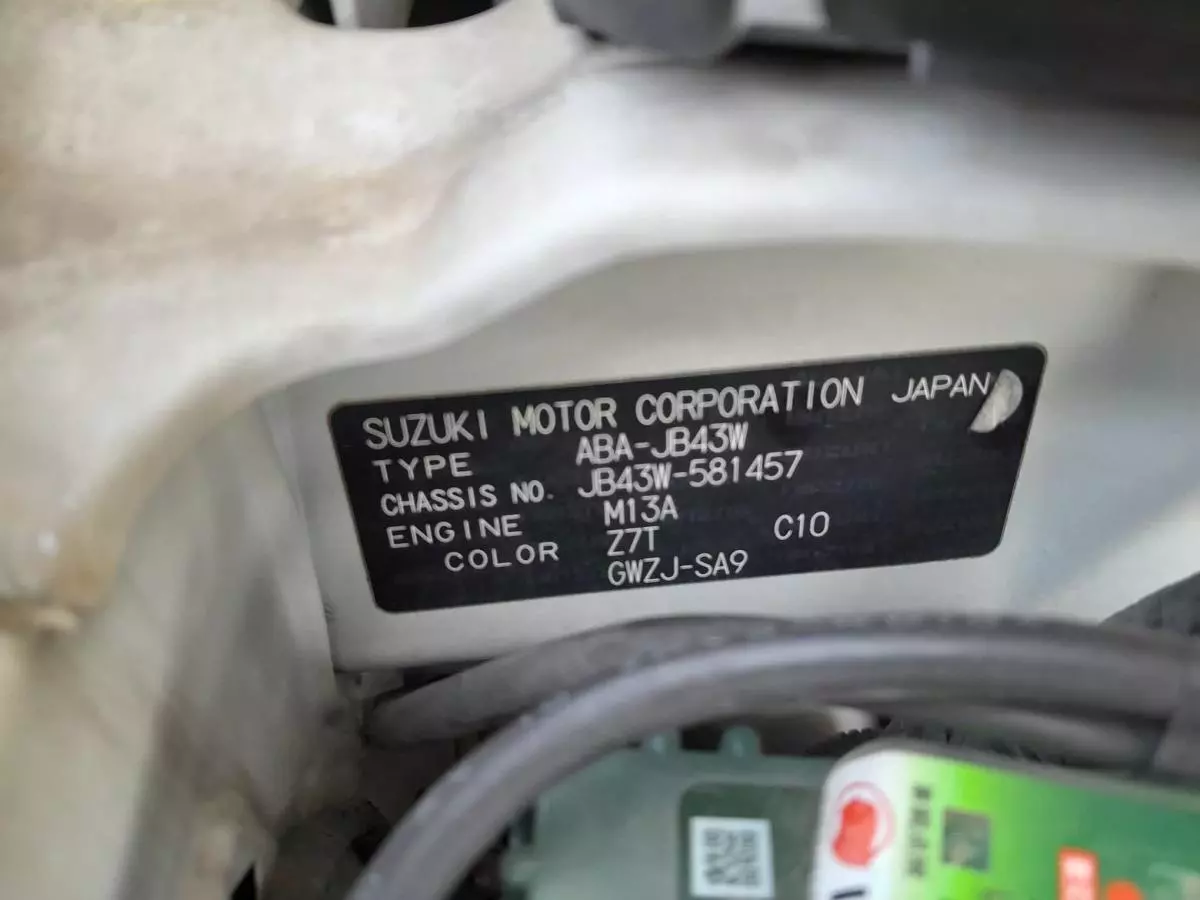 SUZUKI MOTOR CORPORATION JAPAN
TYPE ABA-JB43W
CHASSIS NO. JB43W-581457
ENGINE M13A
COLOR Z7T C10
GWZJ-SA9